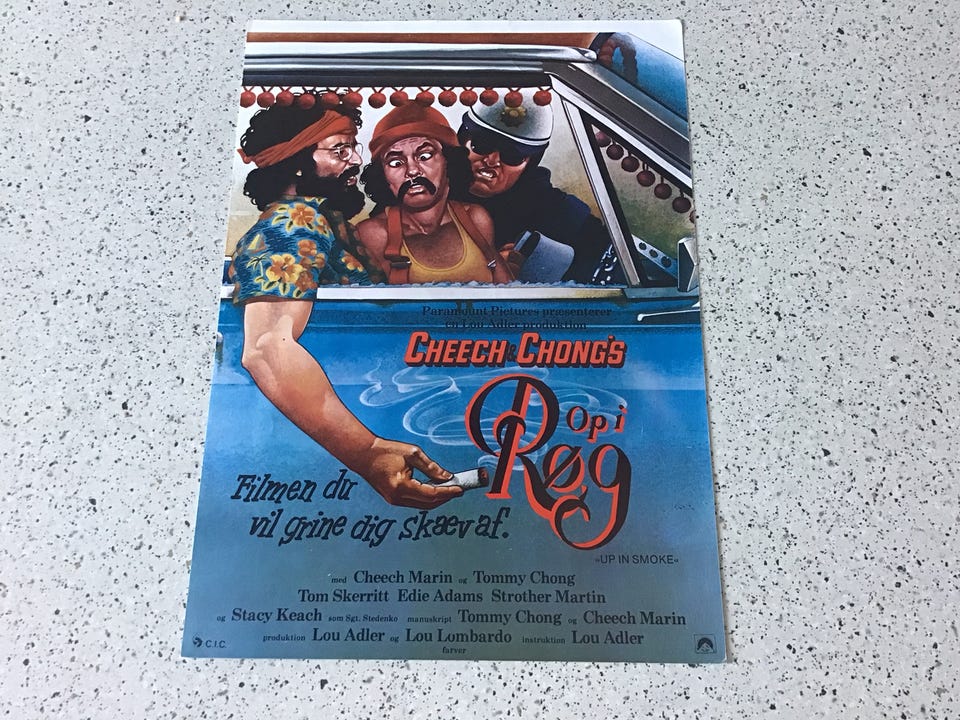 Paramount Pictures præsenterer
en Lou Adler produktion
CHEECH & CHONG'S
Op i
Røg
Filmen du
vil grine dig skæv af.
»UP IN SMOKE«
med Cheech Marin og Tommy Chong
Tom Skerritt Edie Adams Strother Martin
og Stacy Keach som Sgt. Stedenko manuskript Tommy Chong og Cheech Marin
produktion Lou Adler og Lou Lombardo instruktion Lou Adler
farver
C.I.C.